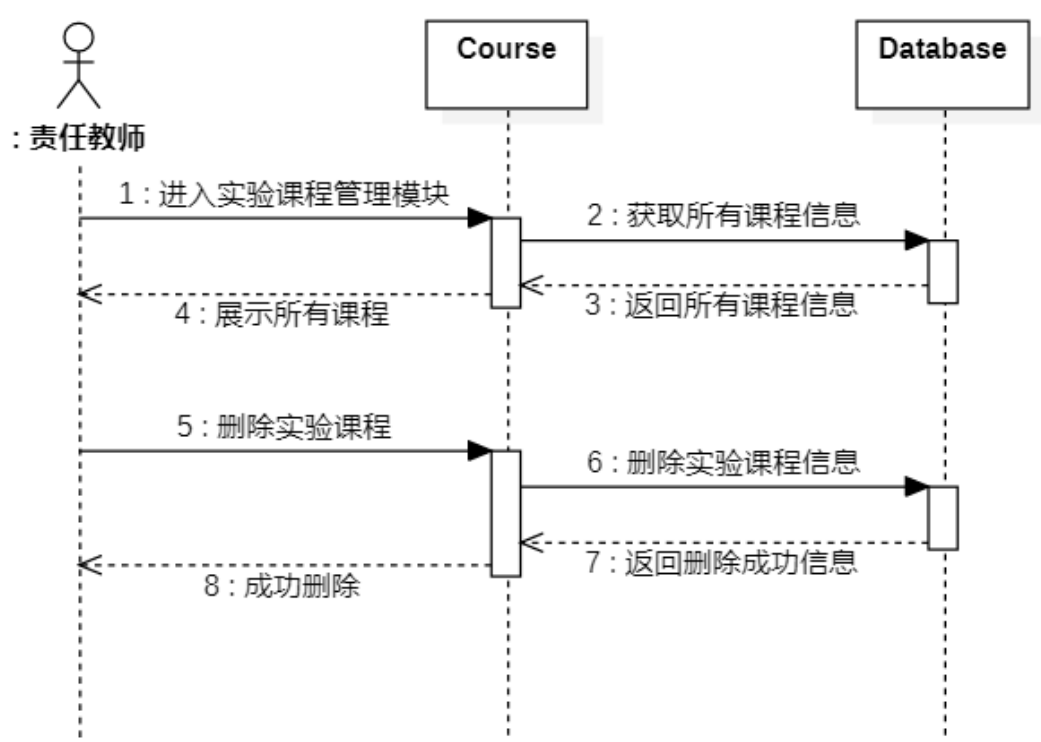 Course
Database
: 责任教师
1 : 进入实验课程管理模块
2 : 获取所有课程信息
3 : 返回所有课程信息
4 : 展示所有课程
5 : 删除实验课程
6 : 删除实验课程信息
7 : 返回删除成功信息
8 : 成功删除